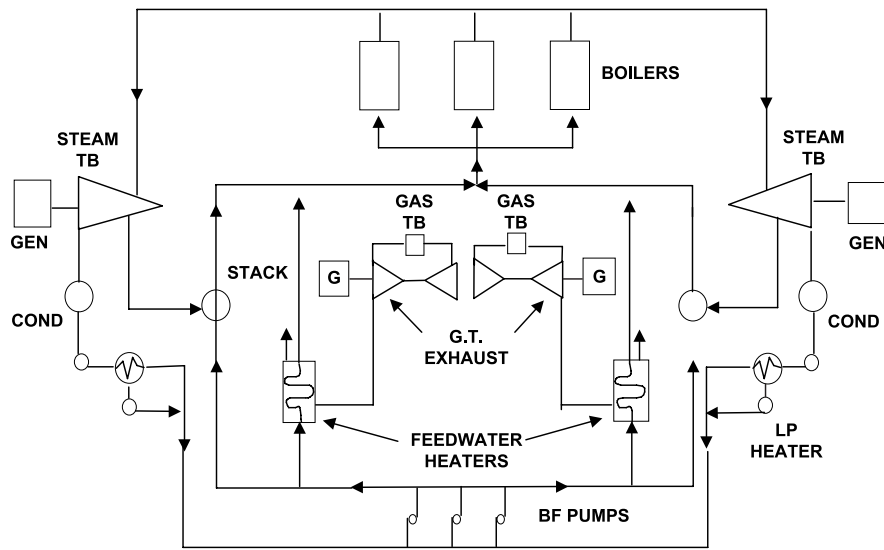 BOILERS
STEAM
TB
STEAM
TB
GAS
TB
GAS
TB
GEN
GEN
STACK
G
G
COND
COND
G.T.
EXHAUST
FEEDWATER
HEATERS
LP
HEATER
BF PUMPS